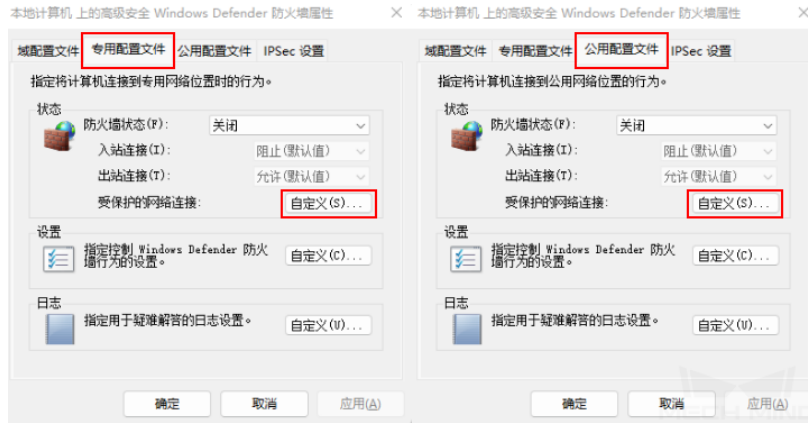 本地计算机 上的高级安全 Windows Defender 防火墙属性
域配置文件 专用配置文件 公用配置文件 IPSec 设置
指定将计算机连接到专用网络位置时的行为。
状态
防火墙状态(F): 关闭
入站连接(I): 阻止(默认值)
出站连接(T): 允许(默认值)
受保护的网络连接: 自定义(S)...
设置
指定控制 Windows Defender 防火
墙行为的设置。
自定义(C)...
日志
指定用于疑难解答的日志设置。
自定义(U)...
确定 取消 应用(A)
本地计算机 上的高级安全 Windows Defender 防火墙属性
域配置文件 专用配置文件 公用配置文件 IPSec 设置
指定将计算机连接到公用网络位置的行为。
状态
防火墙状态(F): 关闭
入站连接(I): 阻止(默认值)
出站连接(T): 允许(默认值)
受保护的网络连接: 自定义(S)...
设置
指定控制 Windows Defender 防火
墙行为的设置。
自定义(C)...
日志
指定用于疑难解答的日志设置。
自定义(U)...
确定 取消 应用(A)
MECH MIND